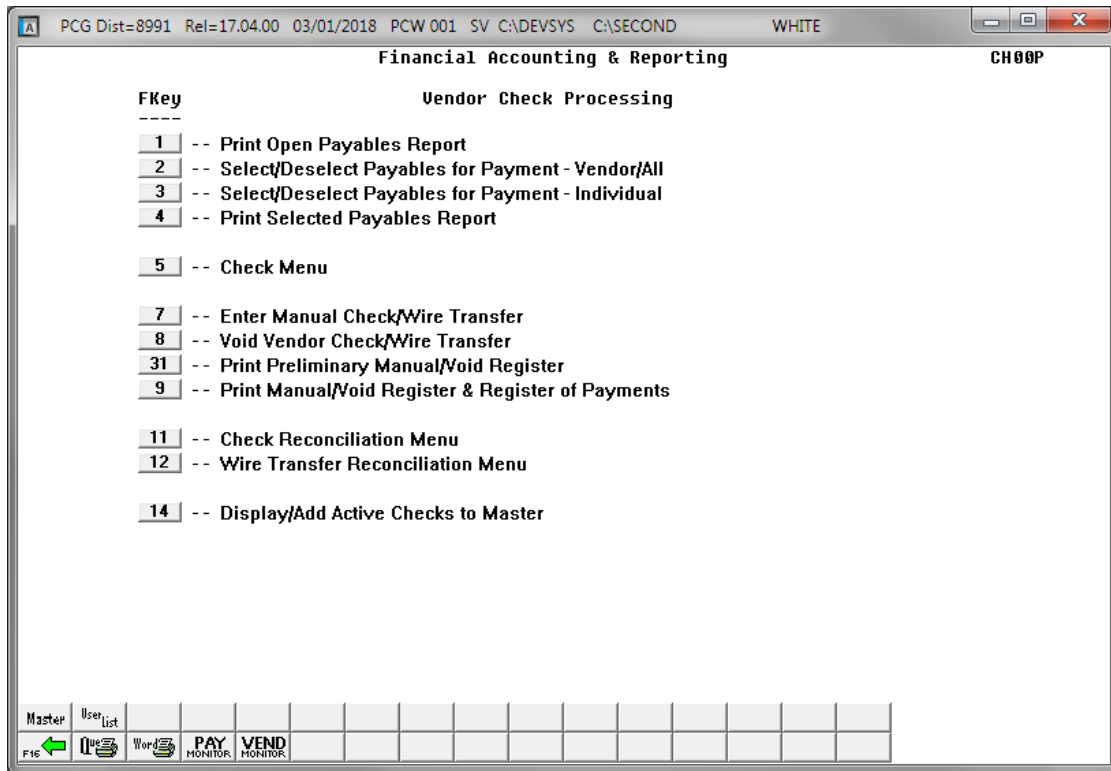 A PCG Dist=8991 Rel=17.04.00 03/01/2018 PCW 001 SV C:\DEVSYS C:\SECOND WHITE
Financial Accounting & Reporting CH00P
FKey Vendor Check Processing
----
1 -- Print Open Payables Report
2 -- Select/Deselect Payables for Payment - Vendor/All
3 -- Select/Deselect Payables for Payment - Individual
4 -- Print Selected Payables Report
5 -- Check Menu
7 -- Enter Manual Check/Wire Transfer
8 -- Void Vendor Check/Wire Transfer
31 -- Print Preliminary Manual/Void Register
9 -- Print Manual/Void Register & Register of Payments
11 -- Check Reconciliation Menu
12 -- Wire Transfer Reconciliation Menu
14 -- Display/Add Active Checks to Master
Master User List
F16 Que Word PAY MONITOR VEND MONITOR